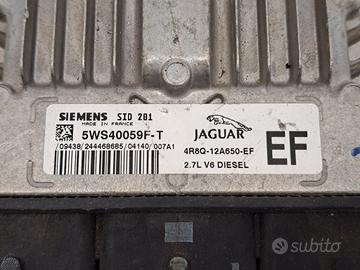 SIEMENS SID 201
MADE IN FRANCE
5WS40059F-T
/09438/244468685/04140/007A1
JAGUAR
4R8Q-12A650-EF
2.7L V6 DIESEL
EF
subito